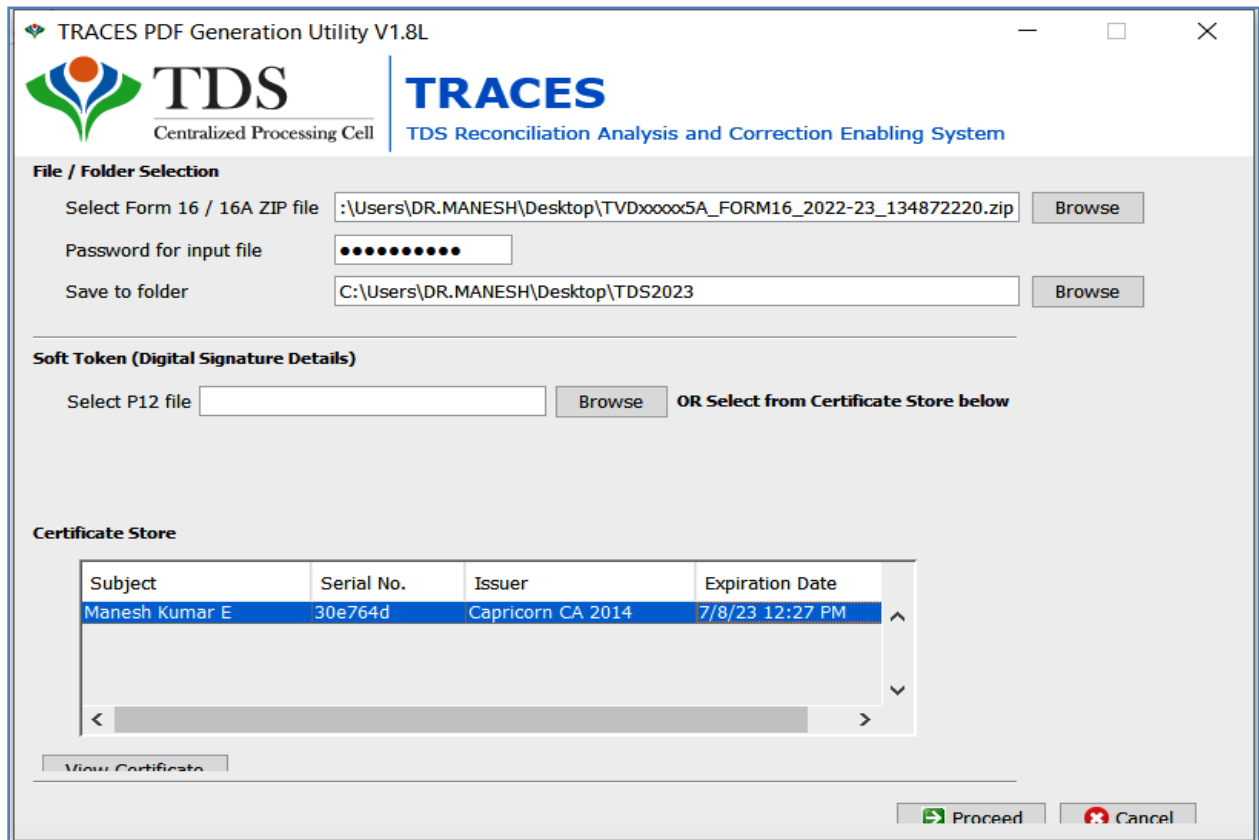 TRACES PDF Generation Utility V1.8L
TDS
Centralized Processing Cell
TRACES
TDS Reconciliation Analysis and Correction Enabling System
File / Folder Selection
Select Form 16 / 16A ZIP file :\Users\DR.MANESH\Desktop\TVDxxxxx5A_FORM16_2022-23_134872220.zip Browse
Password for input file ●●●●●●●●●●
Save to folder C:\Users\DR.MANESH\Desktop\TDS2023 Browse
Soft Token (Digital Signature Details)
Select P12 file Browse OR Select from Certificate Store below
Certificate Store
Subject Serial No. Issuer Expiration Date
Manesh Kumar E 30e764d Capricorn CA 2014 7/8/23 12:27 PM
View Certificate
Proceed Cancel